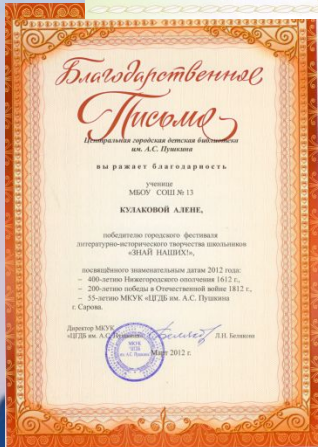 Благодарственное
Письмо
Центральная городская детская библиотека
им. А.С. Пушкина
выражает благодарность
ученице
МБОУ СОШ № 13
КУЛАКОВОЙ АЛЕНЕ,
победителю городского фестиваля
литературно-исторического творчества школьников
«ЗНАЙ НАШИХ!»,
посвящённого знаменательным датам 2012 года:
– 400-летию Нижегородского ополчения 1612 г.,
– 200-летию победы в Отечественной войне 1812 г.,
– 55-летию МКУК «ЦГДБ им. А.С. Пушкина
г. Сарова.
Директор МКУК
«ЦГДБ им. А.С. Пушкина» Л.Н. Беликова
Март 2012 г.